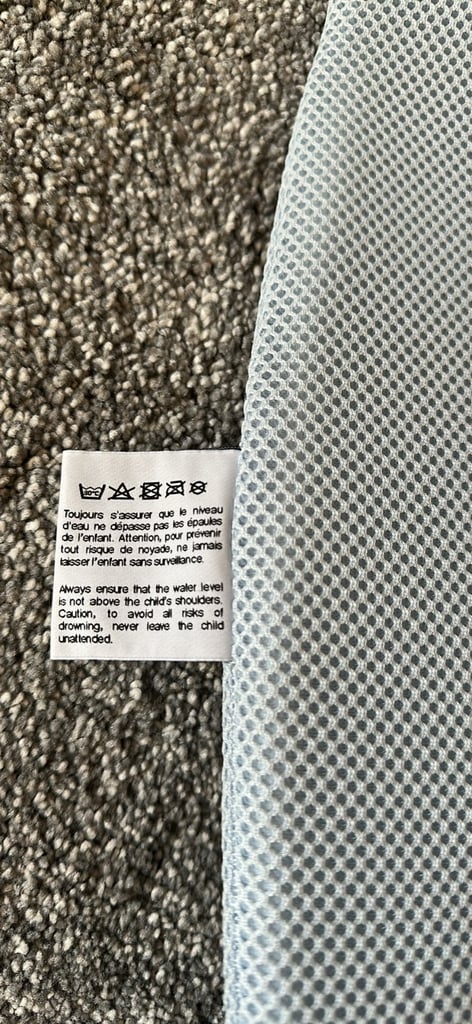 30°C
Toujours s'assurer que le niveau
d'eau ne dépasse pas les épaules
de l'enfant. Attention, pour prévenir
tout risque de noyade, ne jamais
laisser l'enfant sans surveillance.
Always ensure that the water level
is not above the child's shoulders.
Caution, to avoid all risks of
drowning, never leave the child
unattended.